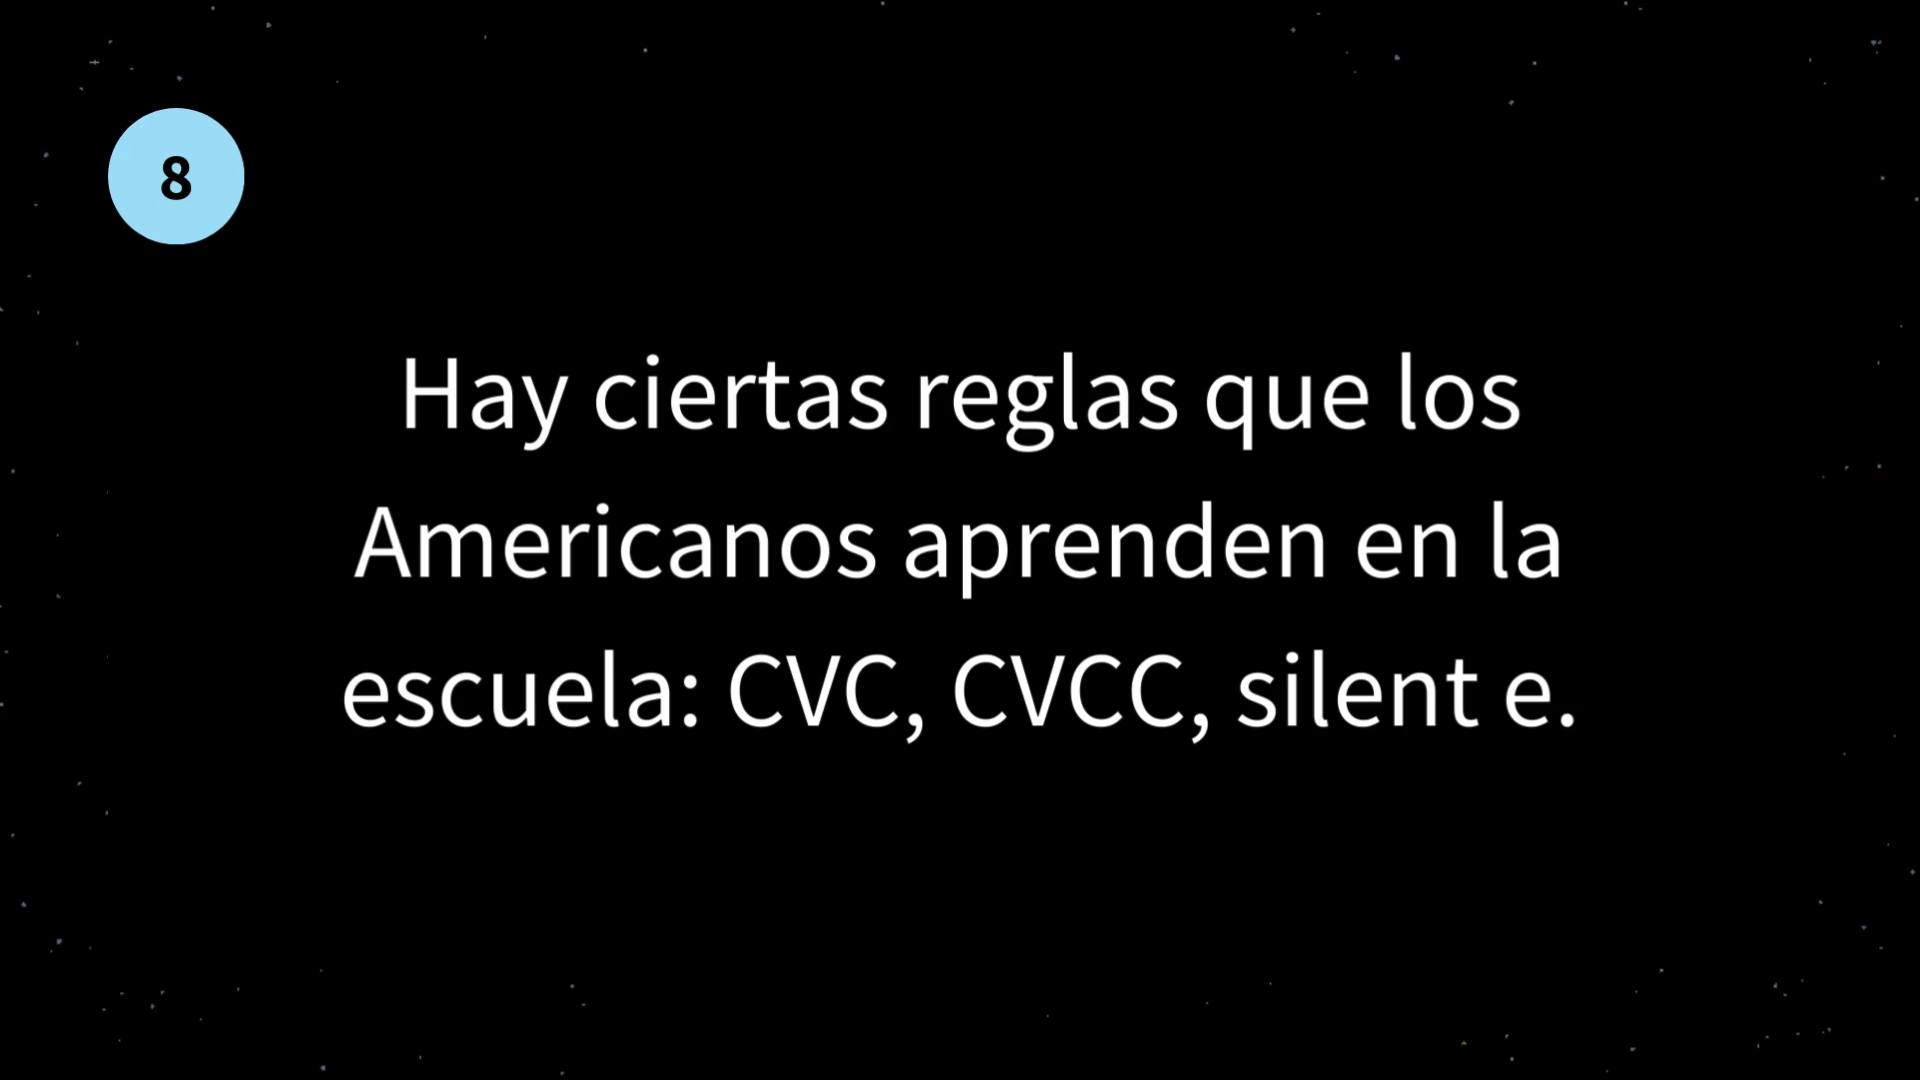 8
Hay ciertas reglas que los
Americanos aprenden en la
escuela: CVC, CVCC, silent e.